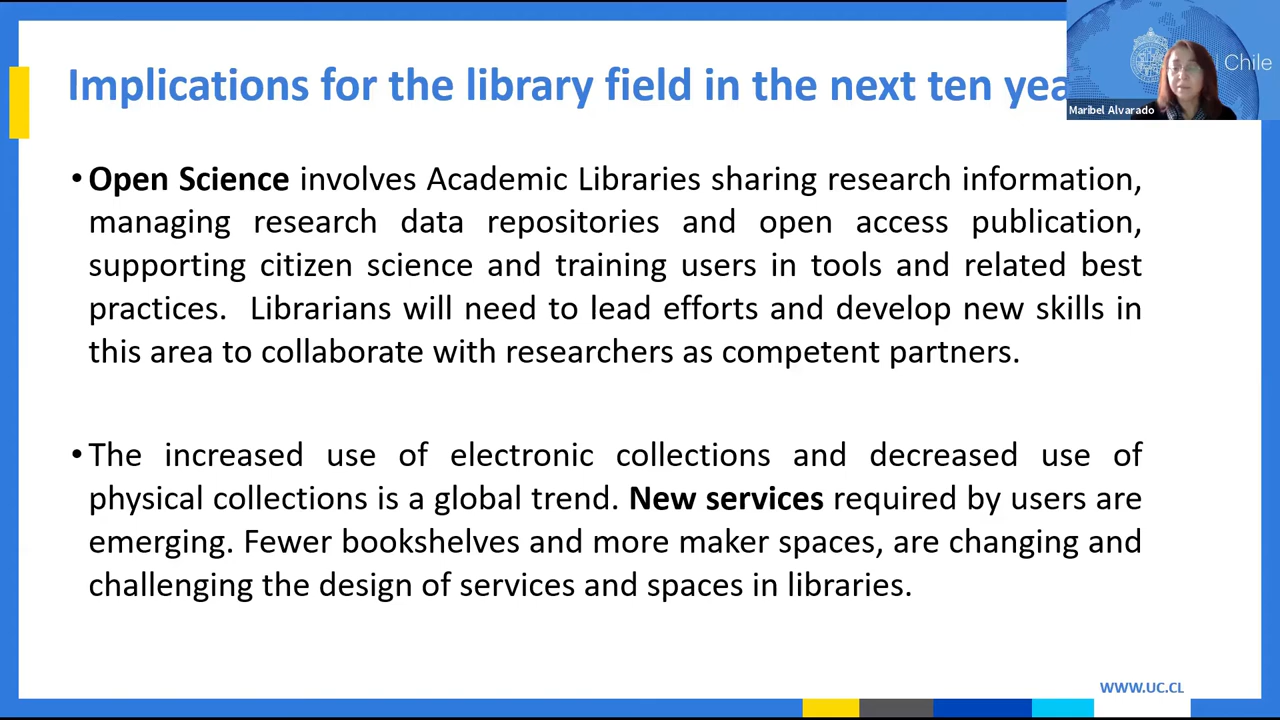 Implications for the library field in the next ten yea
Chile
Maribel Alvarado
• Open Science involves Academic Libraries sharing research information,
managing research data repositories and open access publication,
supporting citizen science and training users in tools and related best
practices. Librarians will need to lead efforts and develop new skills in
this area to collaborate with researchers as competent partners.
• The increased use of electronic collections and decreased use of
physical collections is a global trend. New services required by users are
emerging. Fewer bookshelves and more maker spaces, are changing and
challenging the design of services and spaces in libraries.
WWW.UC.CL